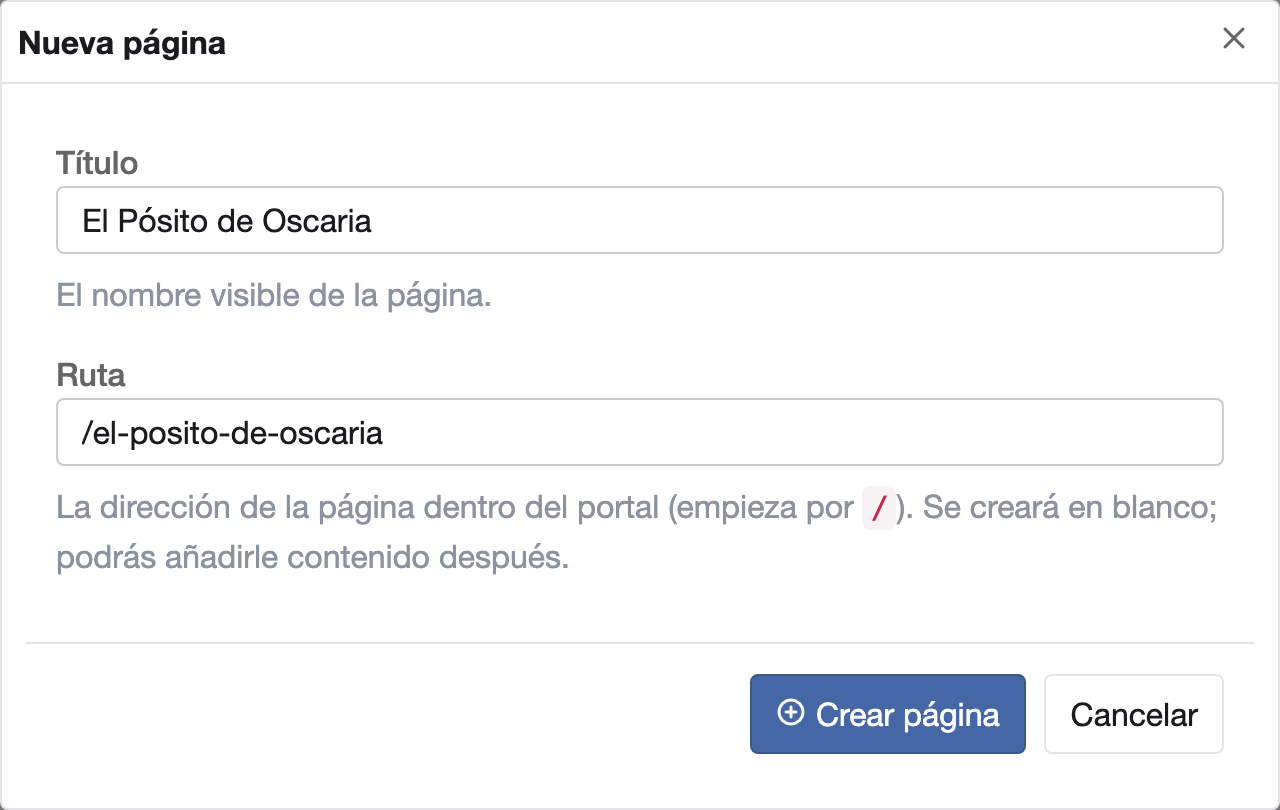 Nueva página
Título
El Pósito de Oscaria
El nombre visible de la página.
Ruta
/el-posito-de-oscaria
La dirección de la página dentro del portal (empieza por /). Se creará en blanco;
podrás añadirle contenido después.
Crear página
Cancelar